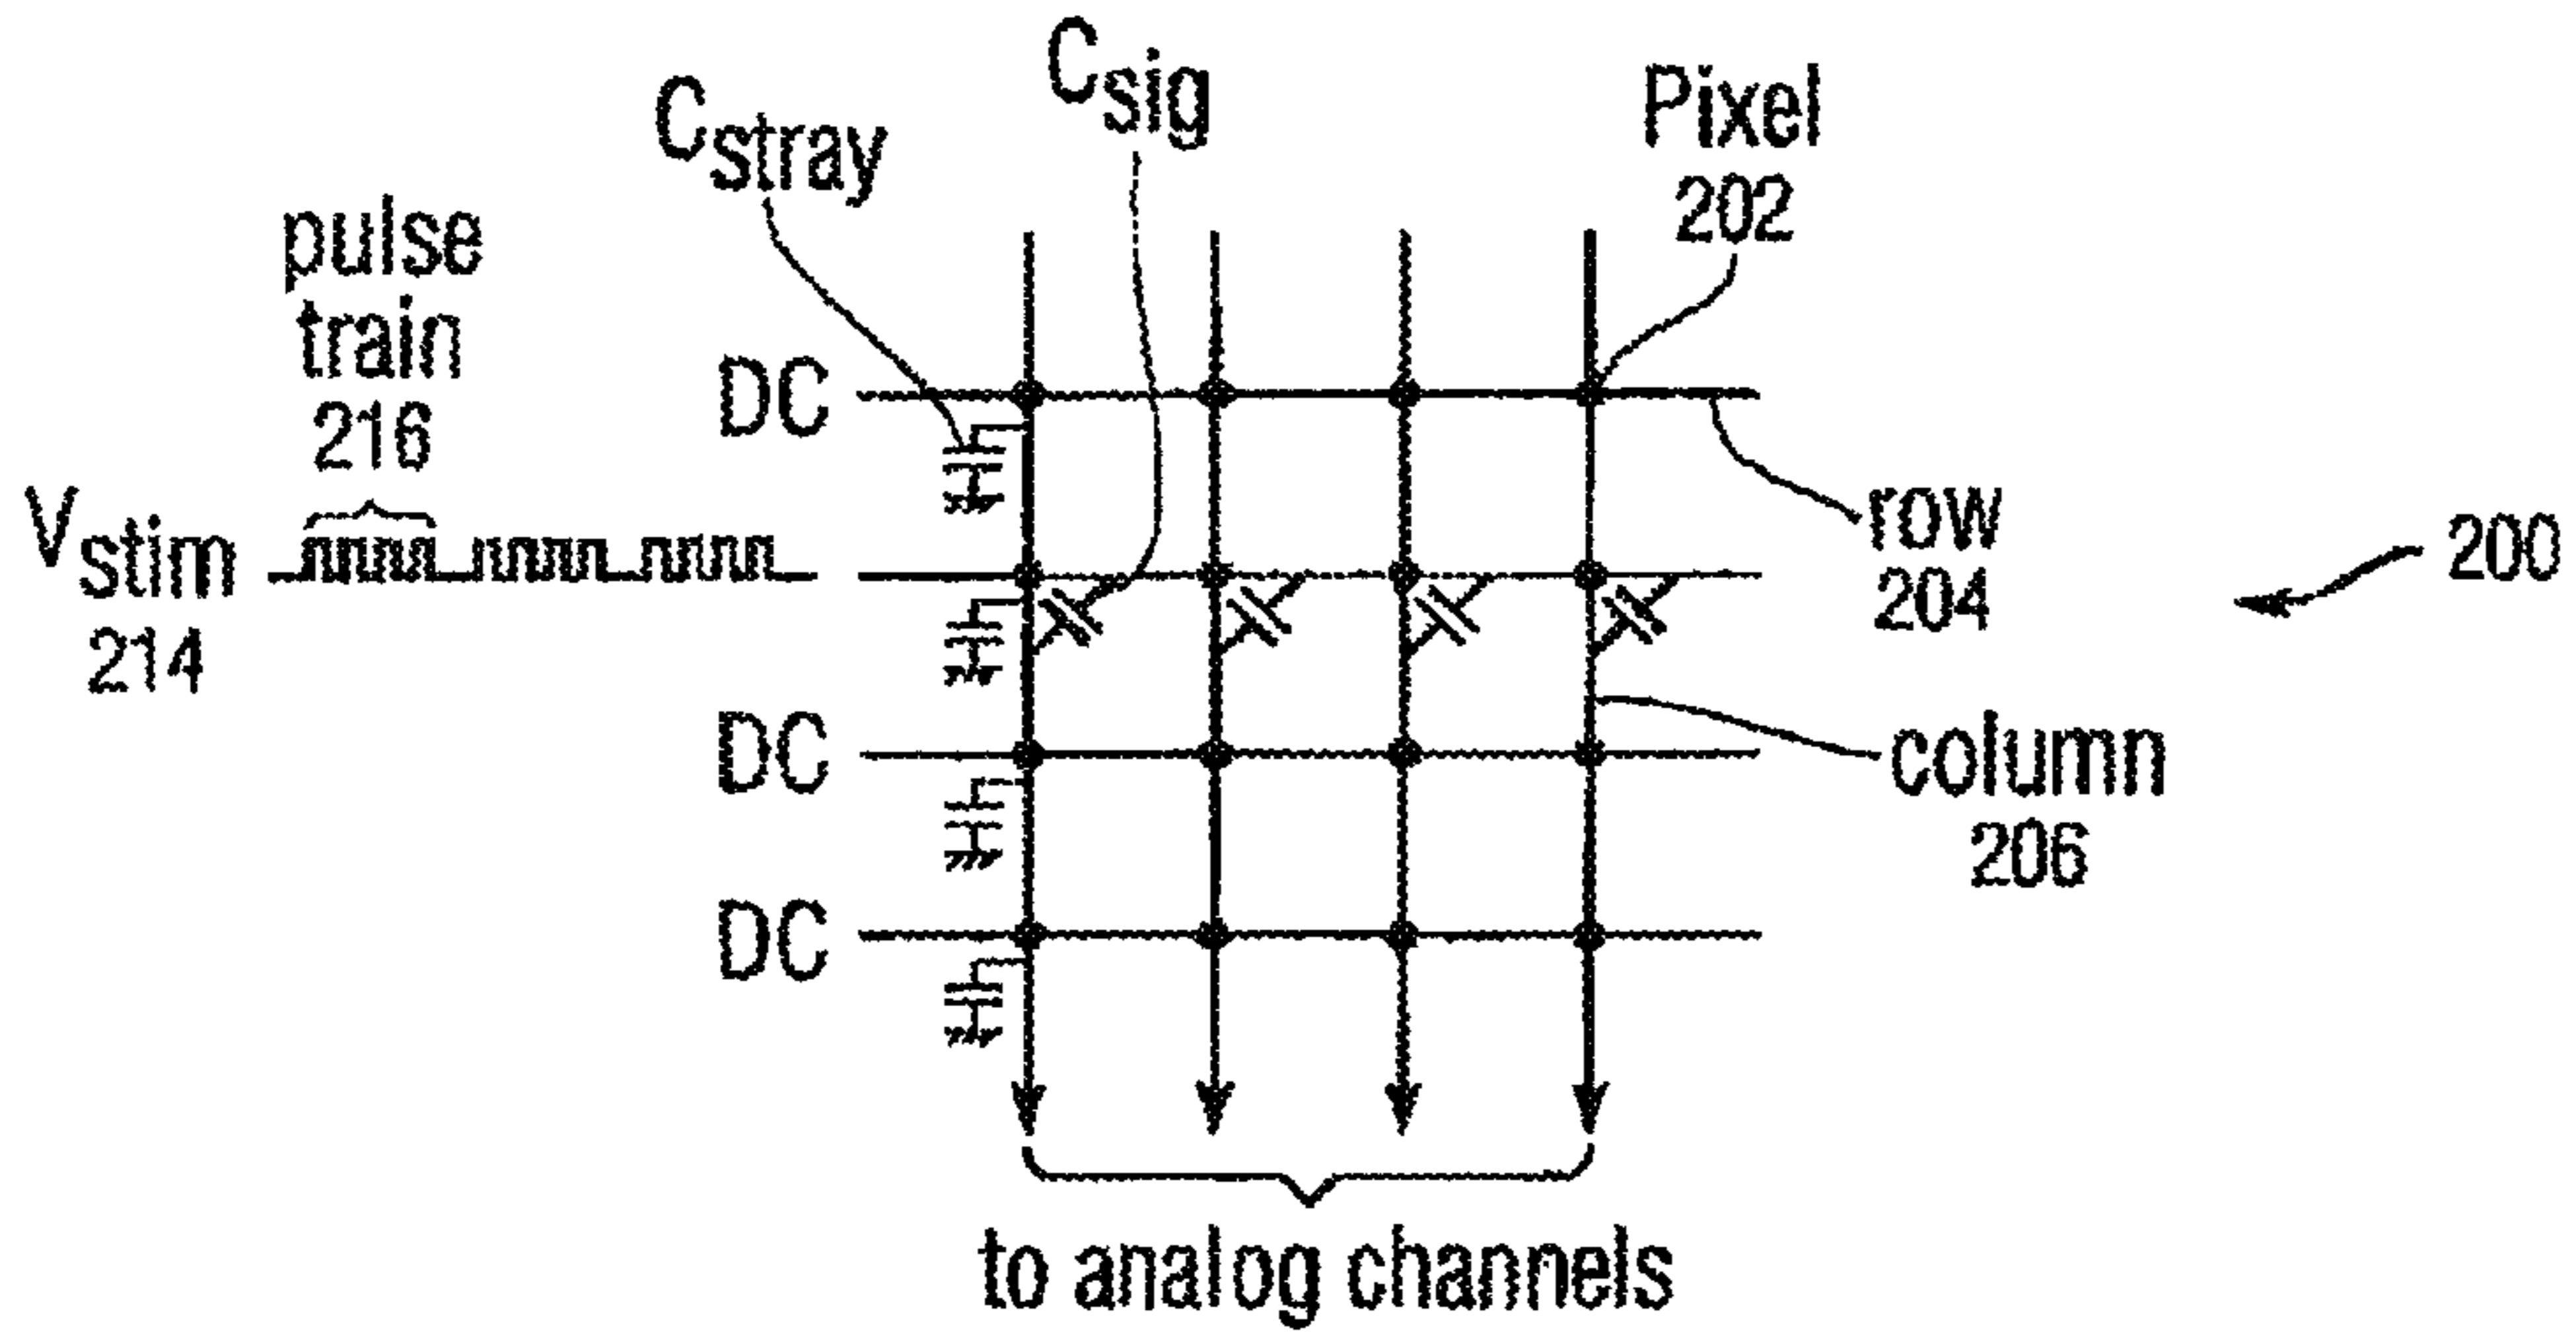 Csig
Cstray
Pixel
202
pulse
train
216
DC
Vstim
214
row
204
200
DC
column
206
DC
to analog channels